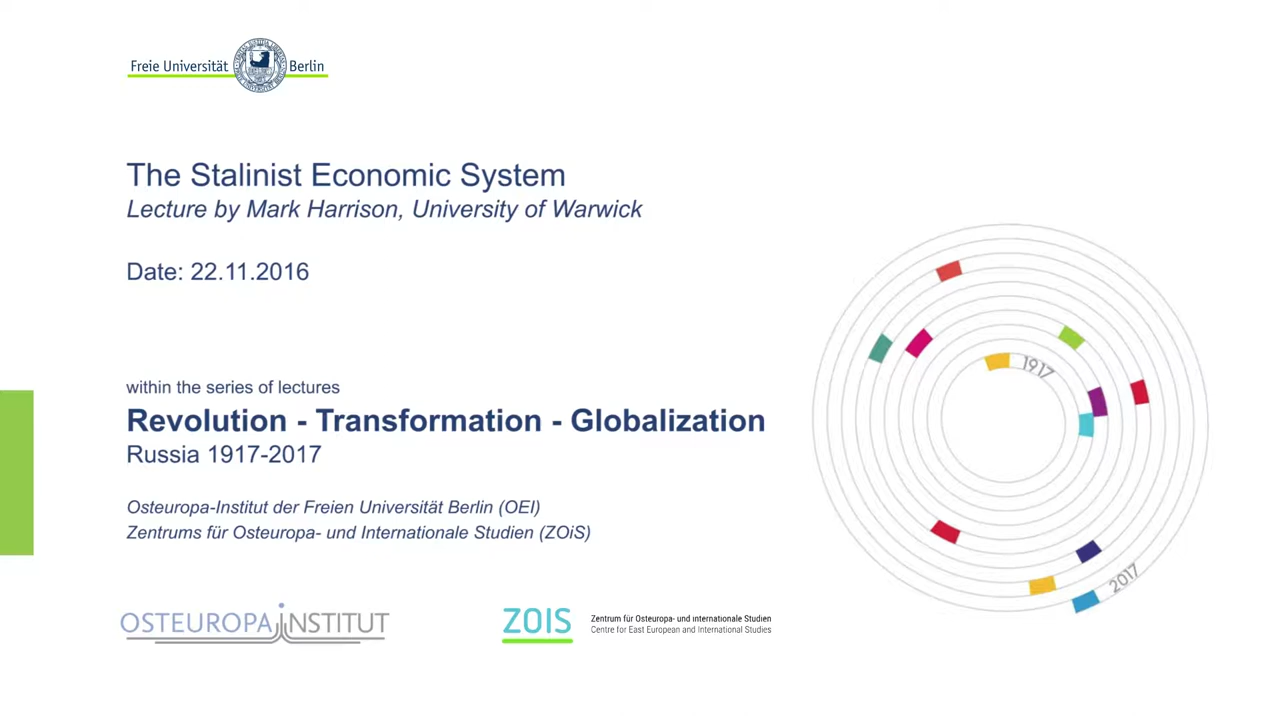 Freie Universität Berlin
The Stalinist Economic System
Lecture by Mark Harrison, University of Warwick
Date: 22.11.2016
within the series of lectures
Revolution - Transformation - Globalization
Russia 1917-2017
Osteuropa-Institut der Freien Universität Berlin (OEI)
Zentrums für Osteuropa- und Internationale Studien (ZOiS)
1917
2017
OSTEUROPAINSTITUT
ZOIS
Zentrum für Osteuropa- und internationale Studien
Centre for East European and International Studies